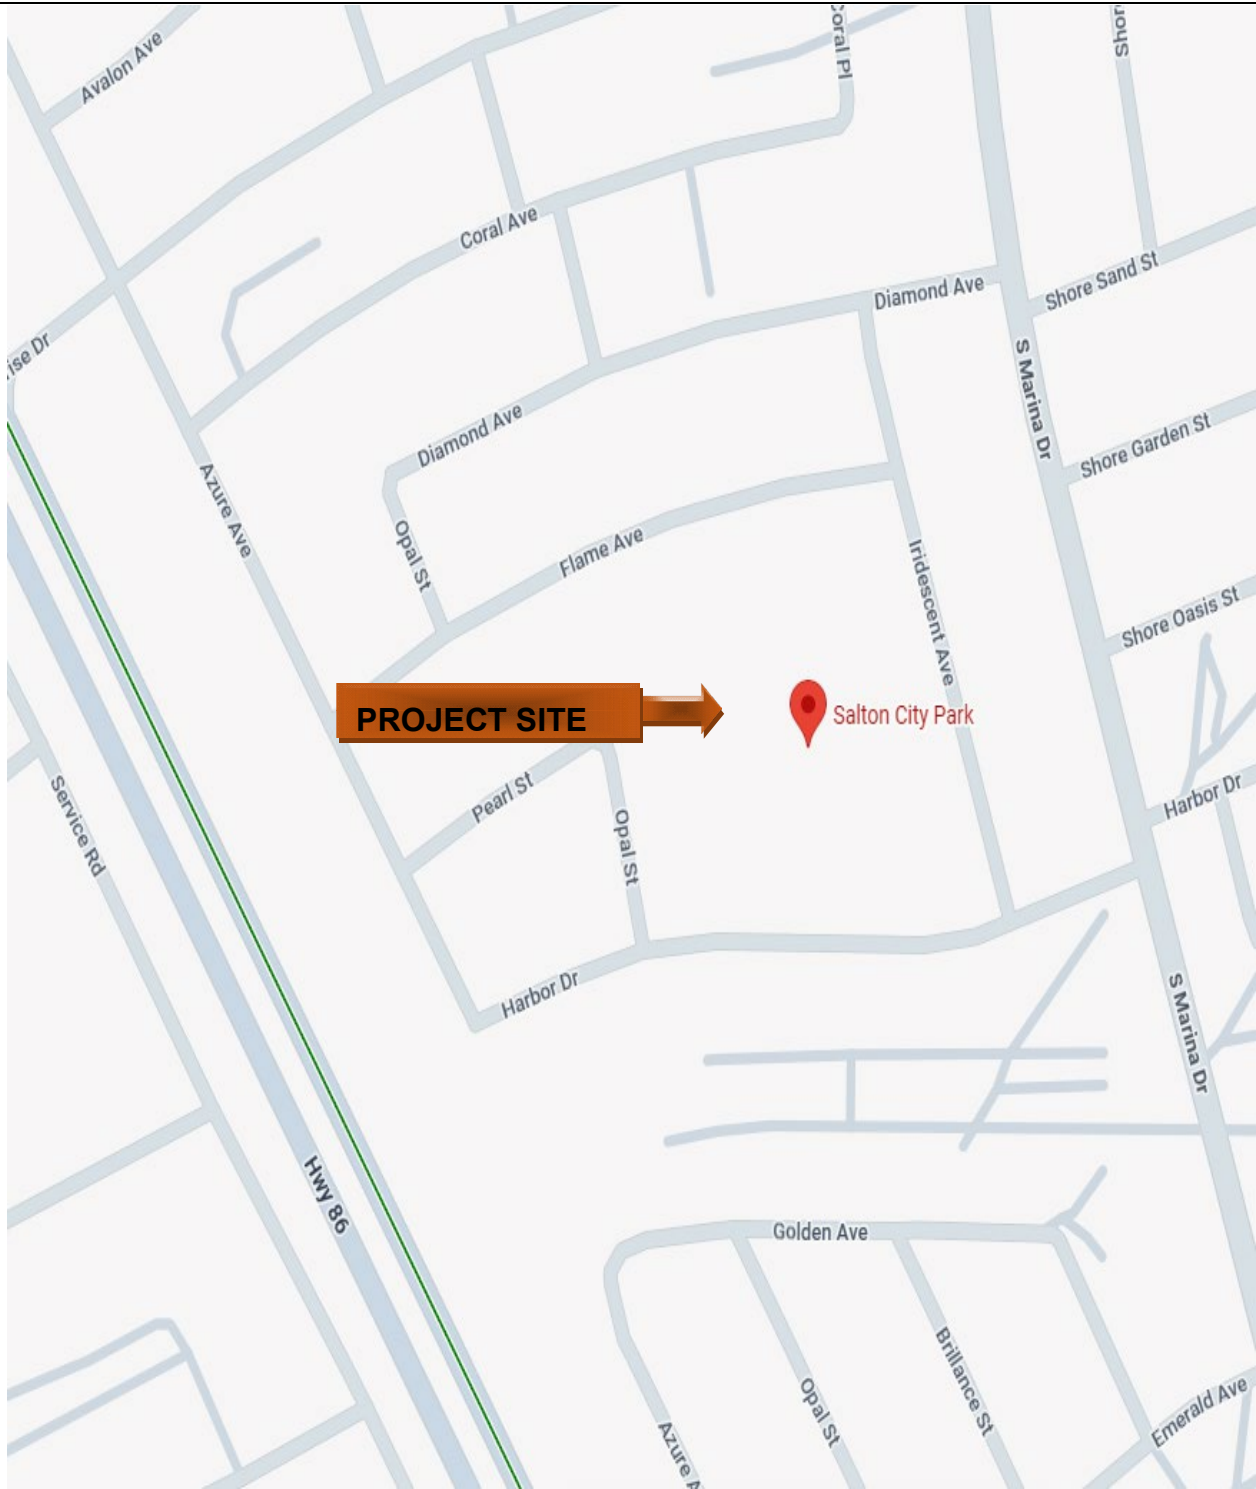 Avalon Ave
Coral Pl
Shor
Coral Ave
Diamond Ave
Shore Sand St
ise Dr
S Marina Dr
Diamond Ave
Shore Garden St
Azure Ave
Opal St
Flame Ave
Iridescent Ave
Shore Oasis St
PROJECT SITE
Salton City Park
Service Rd
Pearl St
Opal St
Harbor Dr
Harbor Dr
S Marina Dr
Hwy 86
Golden Ave
Brillance St
Opal St
Emerald Ave
Azure A